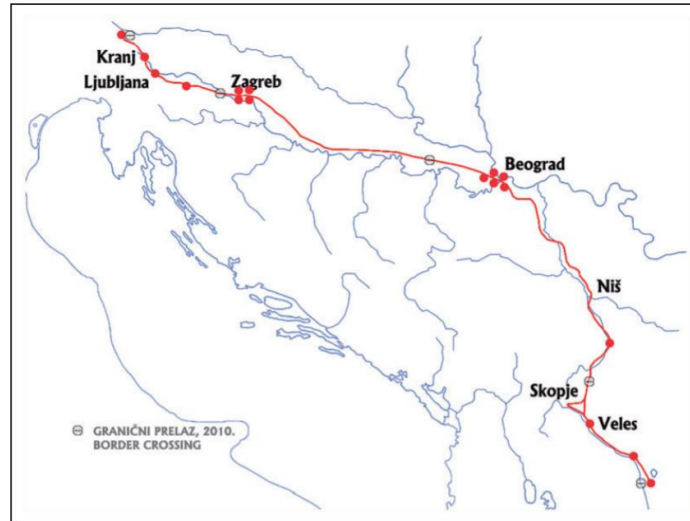 Kranj
Ljubljana
Zagreb
Beograd
Niš
Skopje
Veles
GRANIČNI PRELAZ, 2010.
BORDER CROSSING